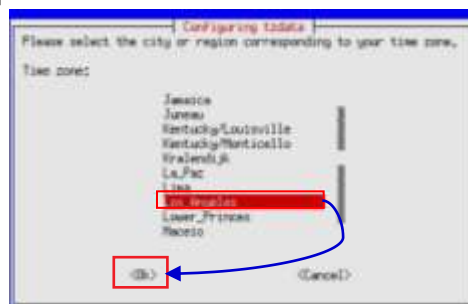 Configuring tzdata
Please select the city or region corresponding to your time zone.
Time zone:
Jamaica
Juneau
Kentucky/Louisville
Kentucky/Monticello
Kralendijk
La_Paz
Lima
Los_Angeles
Lower_Princes
Maceio
<Ok>
<Cancel>